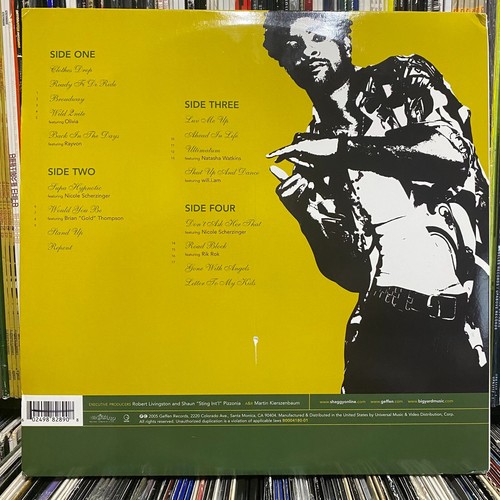 SIDE ONE
Clothes Drop
Ready Fi Di Ride
Broadway
Wild 2nite
featuring Olivia
Back In The Days
featuring Rayvon
SIDE TWO
Supa Hypnotic
featuring Nicole Scherzinger
Would You Be
featuring Brian "Gold" Thompson
Stand Up
Repent
SIDE THREE
Luv Me Up
Ahead In Life
Ultimatum
featuring Natasha Watkins
Shut Up And Dance
featuring will.i.am
SIDE FOUR
Don't Ask Her That
featuring Nicole Scherzinger
Road Block
featuring Rik Rok
Gone With Angels
Letter To My Kids
EXECUTIVE PRODUCERS Robert Livingston and Shaun "Sting Int'l" Pizzonia A&R Martin Kierszenbaum
www.shaggyonline.com www.geffen.com www.bigyardmusic.com
2005 Geffen Records, 2220 Colorado Ave., Santa Monica, CA 90404. Manufactured & Distributed in the United States by Universal Music & Video Distribution, Corp.
All rights reserved. Unauthorized duplication is a violation of applicable laws B0004180-01
02498 82890